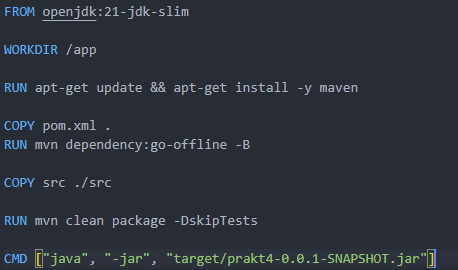 FROM openjdk:21-jdk-slim
WORKDIR /app
RUN apt-get update && apt-get install -y maven
COPY pom.xml .
RUN mvn dependency:go-offline -B
COPY src ./src
RUN mvn clean package -DskipTests
CMD ["java", "-jar", "target/prakt4-0.0.1-SNAPSHOT.jar"]